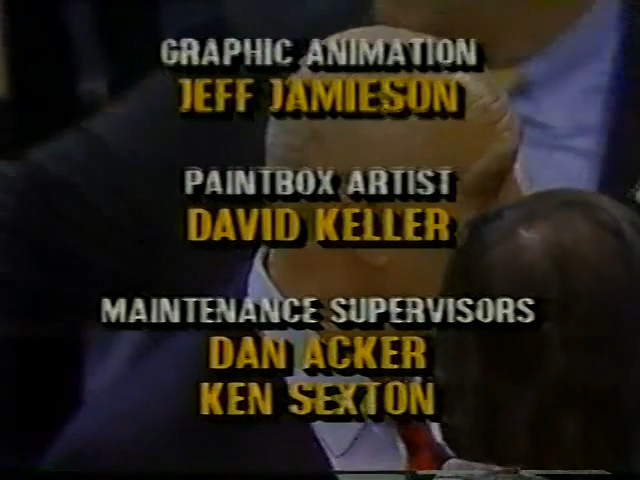 GRAPHIC ANIMATION
JEFF JAMIESON
PAINTBOX ARTIST
DAVID KELLER
MAINTENANCE SUPERVISORS
DAN ACKER
KEN SEXTON